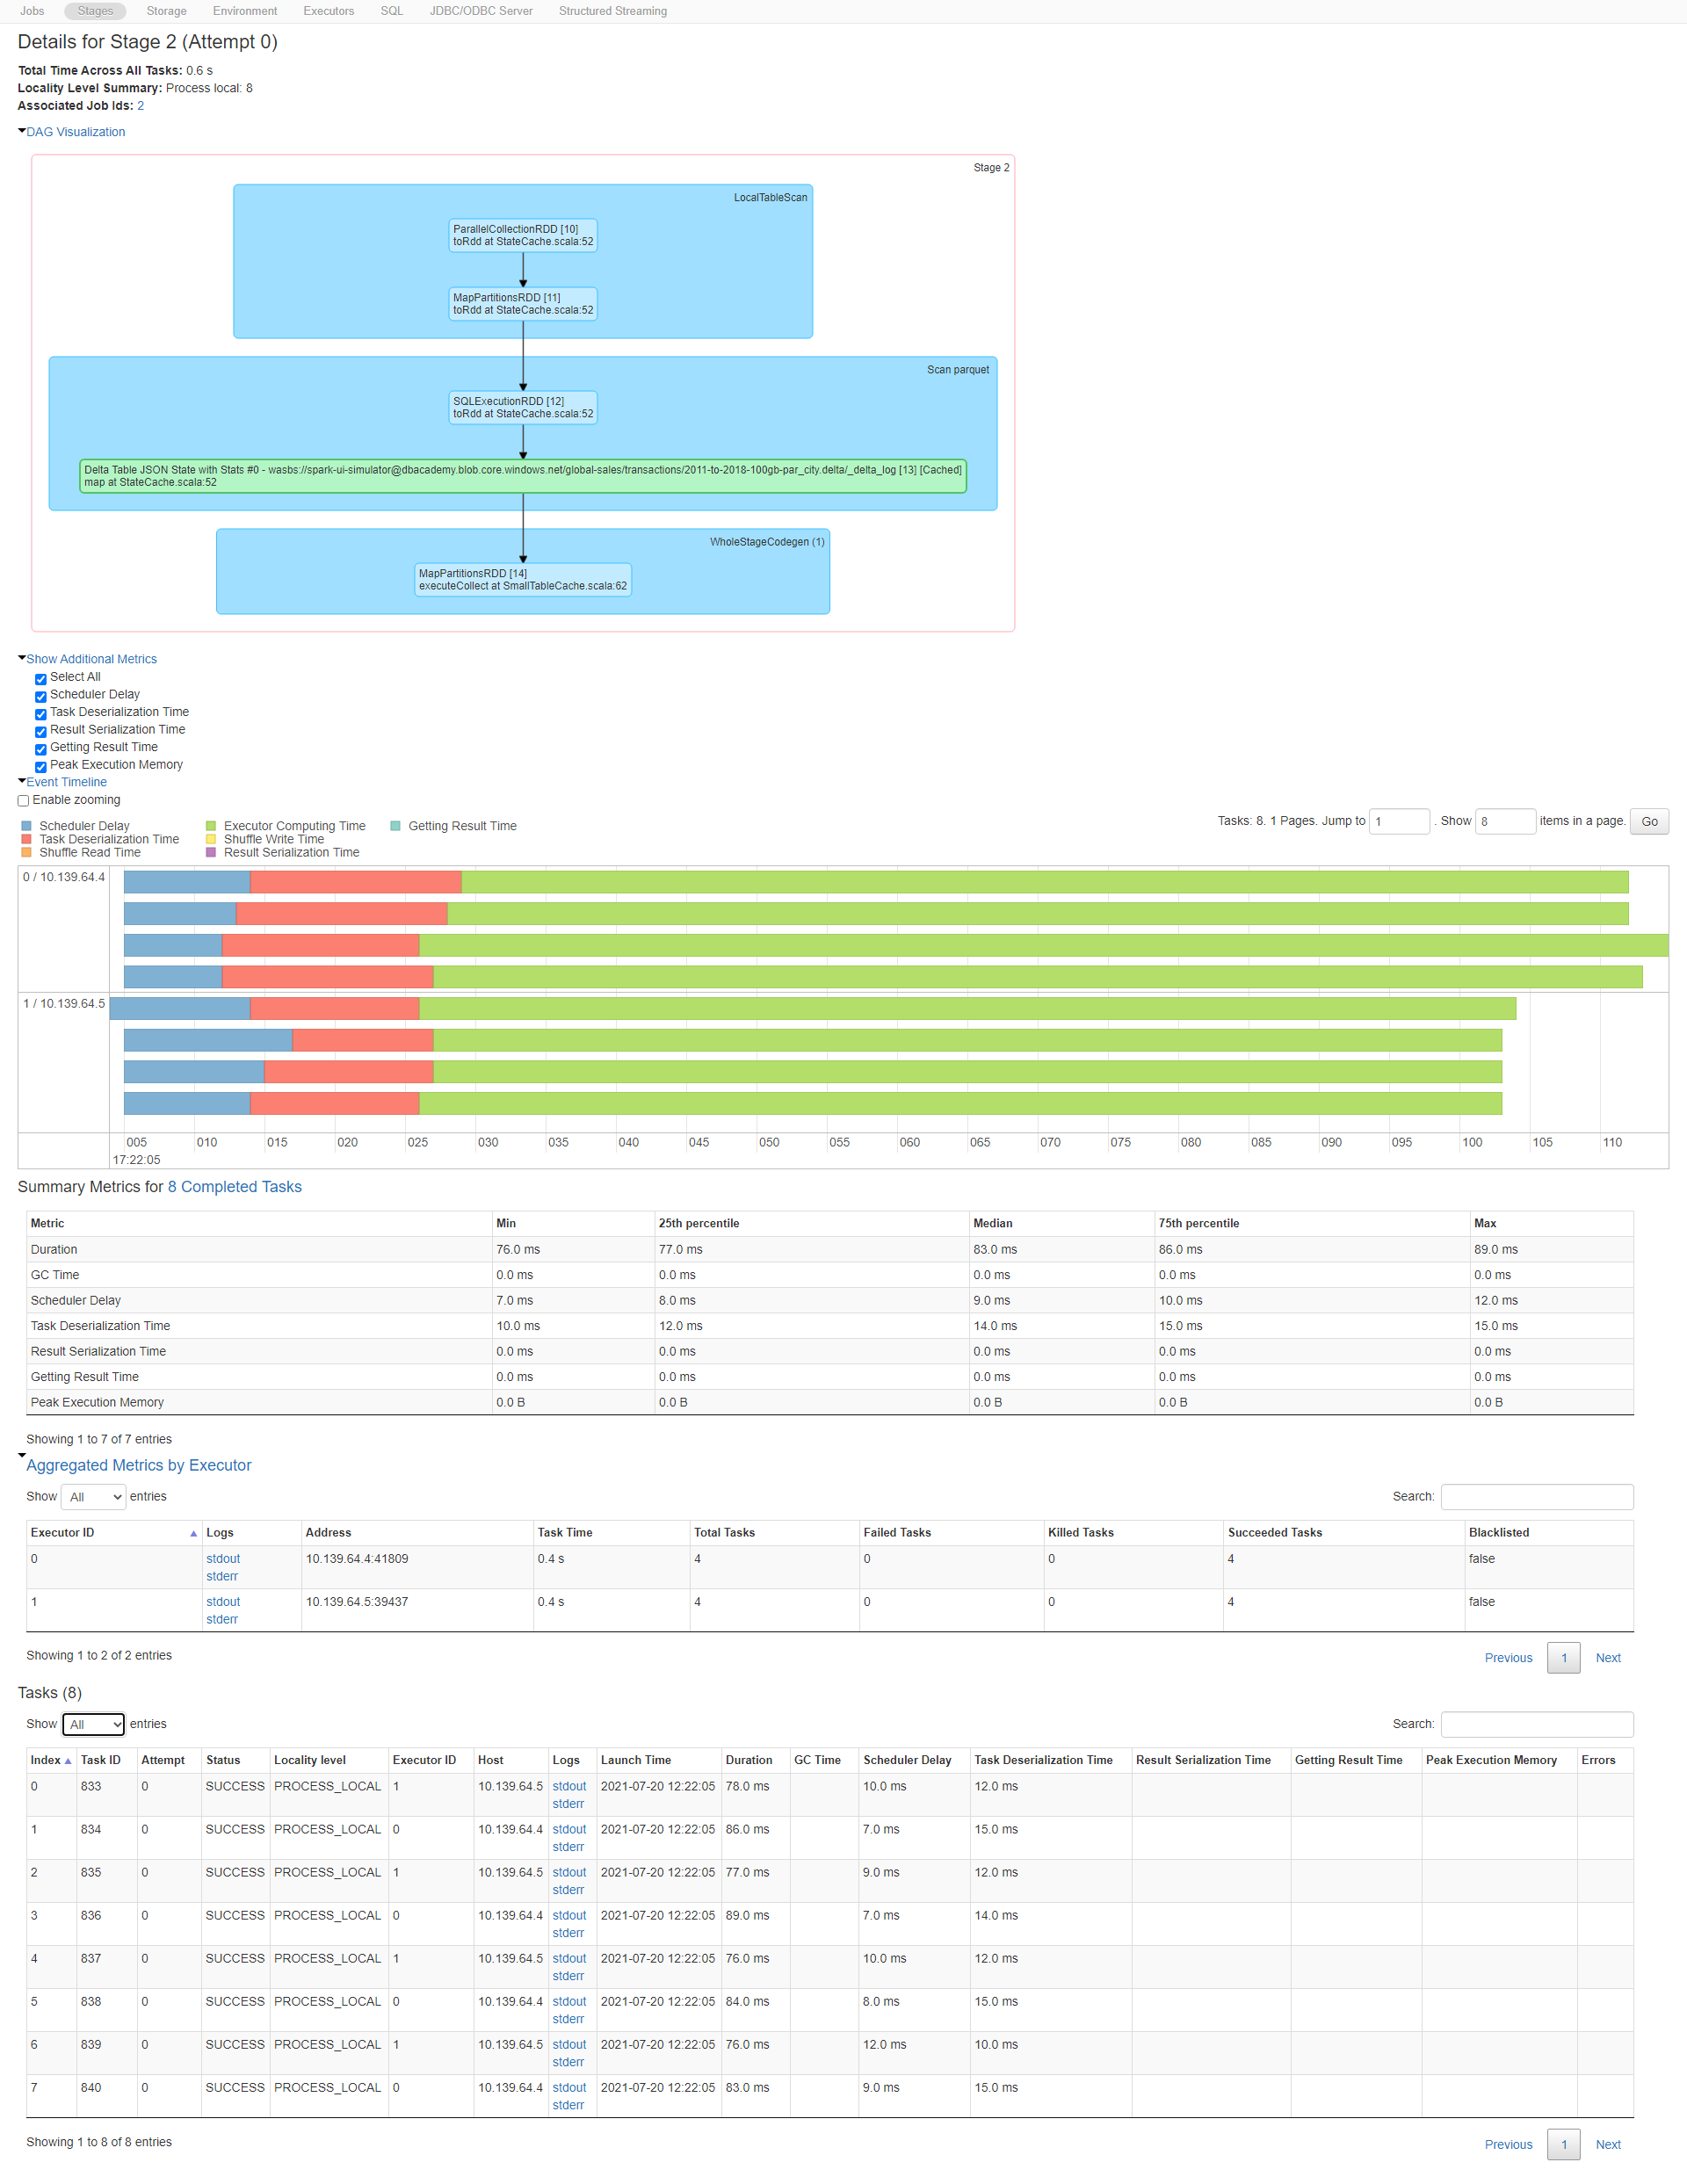 Jobs Stages Storage Environment Executors SQL JDBC/ODBC Server Structured Streaming
Details for Stage 2 (Attempt 0)
Total Time Across All Tasks: 0.6 s
Locality Level Summary: Process local: 8
Associated Job Ids: 2
DAG Visualization
Stage 2
LocalTableScan
ParallelCollectionRDD [10]
toRdd at StateCache.scala:52
MapPartitionsRDD [11]
toRdd at StateCache.scala:52
Scan parquet
SQLExecutionRDD [12]
toRdd at StateCache.scala:52
Delta Table JSON State with Stats #0 - wasbs://spark-ui-simulator@dbacademy.blob.core.windows.net/global-sales/transactions/2011-to-2018-100gb-par_city.delta/_delta_log [13] [Cached]
map at StateCache.scala:52
WholeStageCodegen (1)
MapPartitionsRDD [14]
executeCollect at SmallTableCache.scala:62
Show Additional Metrics
Select All
Scheduler Delay
Task Deserialization Time
Result Serialization Time
Getting Result Time
Peak Execution Memory
Event Timeline
Enable zooming
Scheduler Delay Executor Computing Time Getting Result Time
Task Deserialization Time Shuffle Write Time
Shuffle Read Time Result Serialization Time
Tasks: 8. 1 Pages. Jump to 1 . Show 8 items in a page. Go
0 / 10.139.64.4
1 / 10.139.64.5
005 010 015 020 025 030 035 040 045 050 055 060 065 070 075 080 085 090 095 100 105 110
17:22:05
Summary Metrics for 8 Completed Tasks
Metric Min 25th percentile Median 75th percentile Max
Duration 76.0 ms 77.0 ms 83.0 ms 86.0 ms 89.0 ms
GC Time 0.0 ms 0.0 ms 0.0 ms 0.0 ms 0.0 ms
Scheduler Delay 7.0 ms 8.0 ms 9.0 ms 10.0 ms 12.0 ms
Task Deserialization Time 10.0 ms 12.0 ms 14.0 ms 15.0 ms 15.0 ms
Result Serialization Time 0.0 ms 0.0 ms 0.0 ms 0.0 ms 0.0 ms
Getting Result Time 0.0 ms 0.0 ms 0.0 ms 0.0 ms 0.0 ms
Peak Execution Memory 0.0 B 0.0 B 0.0 B 0.0 B 0.0 B
Showing 1 to 7 of 7 entries
Aggregated Metrics by Executor
Show All entries Search:
Executor ID Logs Address Task Time Total Tasks Failed Tasks Killed Tasks Succeeded Tasks Blacklisted
0 stdout 10.139.64.4:41809 0.4 s 4 0 0 4 false
stderr
1 stdout 10.139.64.5:39437 0.4 s 4 0 0 4 false
stderr
Showing 1 to 2 of 2 entries Previous 1 Next
Tasks (8)
Show All entries Search:
Index Task ID Attempt Status Locality level Executor ID Host Logs Launch Time Duration GC Time Scheduler Delay Task Deserialization Time Result Serialization Time Getting Result Time Peak Execution Memory Errors
0 833 0 SUCCESS PROCESS_LOCAL 1 10.139.64.5 stdout 2021-07-20 12:22:05 78.0 ms 10.0 ms 12.0 ms
stderr
1 834 0 SUCCESS PROCESS_LOCAL 0 10.139.64.4 stdout 2021-07-20 12:22:05 86.0 ms 7.0 ms 15.0 ms
stderr
2 835 0 SUCCESS PROCESS_LOCAL 1 10.139.64.5 stdout 2021-07-20 12:22:05 77.0 ms 9.0 ms 12.0 ms
stderr
3 836 0 SUCCESS PROCESS_LOCAL 0 10.139.64.4 stdout 2021-07-20 12:22:05 89.0 ms 7.0 ms 14.0 ms
stderr
4 837 0 SUCCESS PROCESS_LOCAL 1 10.139.64.5 stdout 2021-07-20 12:22:05 76.0 ms 10.0 ms 12.0 ms
stderr
5 838 0 SUCCESS PROCESS_LOCAL 0 10.139.64.4 stdout 2021-07-20 12:22:05 84.0 ms 8.0 ms 15.0 ms
stderr
6 839 0 SUCCESS PROCESS_LOCAL 1 10.139.64.5 stdout 2021-07-20 12:22:05 76.0 ms 12.0 ms 10.0 ms
stderr
7 840 0 SUCCESS PROCESS_LOCAL 0 10.139.64.4 stdout 2021-07-20 12:22:05 83.0 ms 9.0 ms 15.0 ms
stderr
Showing 1 to 8 of 8 entries Previous 1 Next